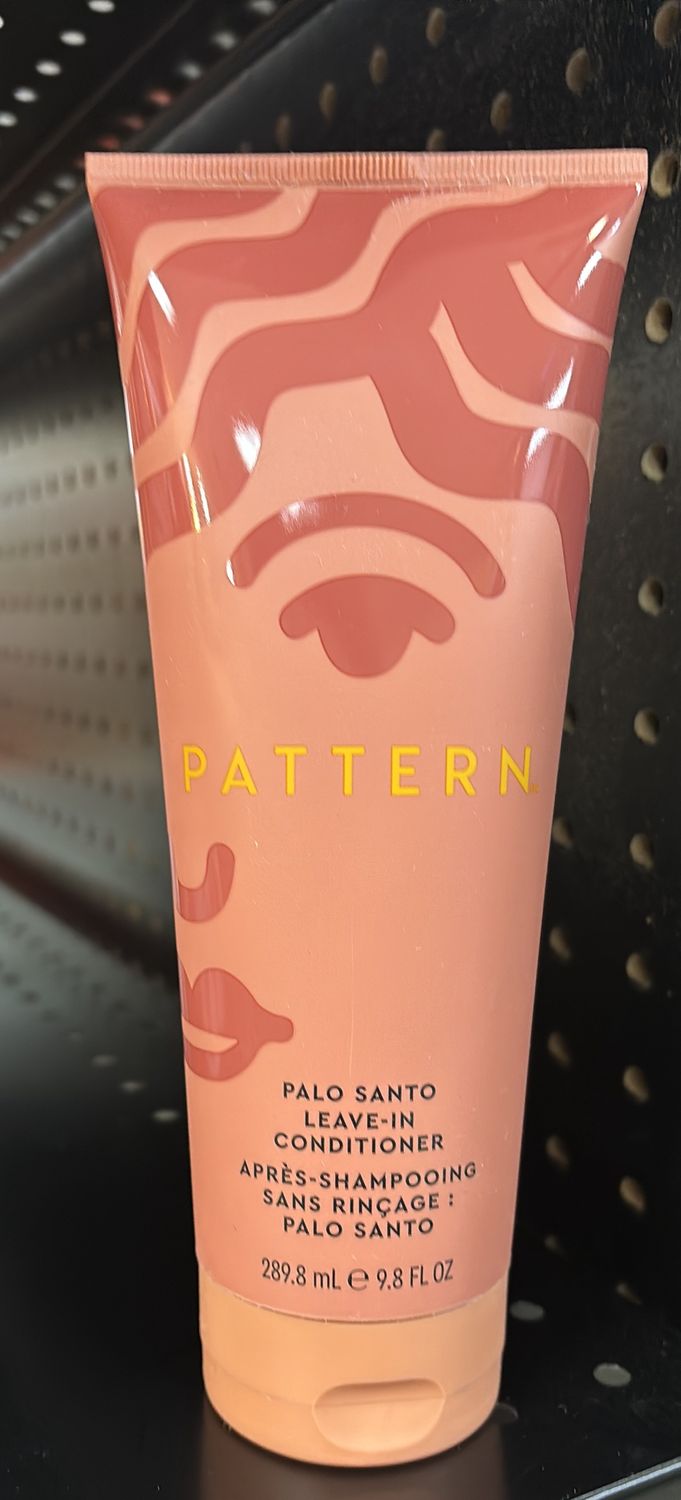 PATTERN
PALO SANTO
LEAVE-IN
CONDITIONER
APRÈS-SHAMPOOING
SANS RINÇAGE :
PALO SANTO
289.8 mL ℮ 9.8 FL OZ